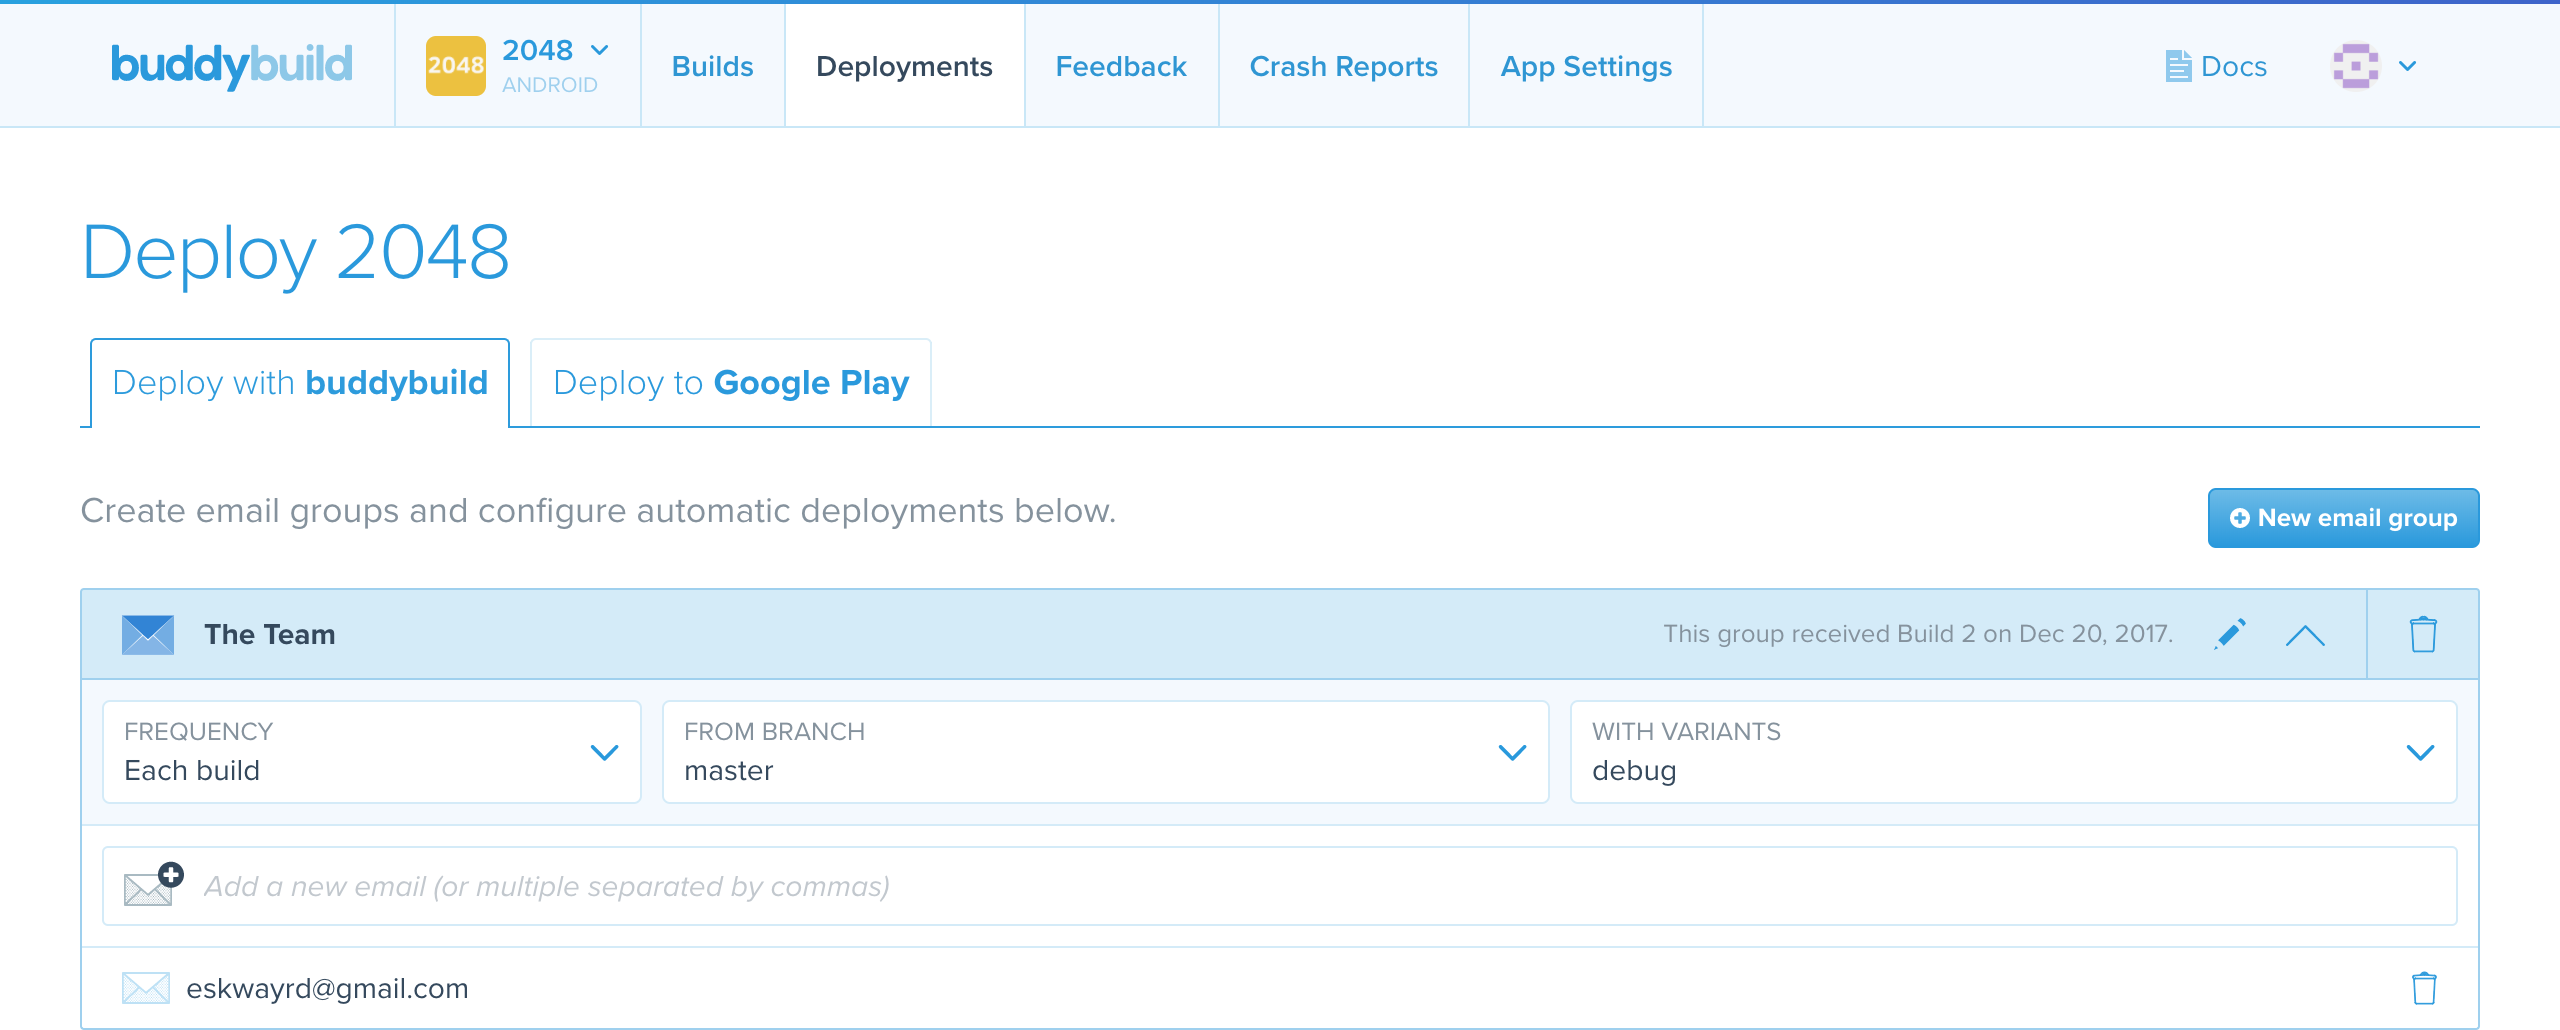 buddybuild
2048
2048
ANDROID
Builds
Deployments
Feedback
Crash Reports
App Settings
Docs
Deploy 2048
Deploy with buddybuild
Deploy to Google Play
Create email groups and configure automatic deployments below.
New email group
The Team
This group received Build 2 on Dec 20, 2017.
FREQUENCY
Each build
FROM BRANCH
master
WITH VARIANTS
debug
Add a new email (or multiple separated by commas)
eskwayrd@gmail.com